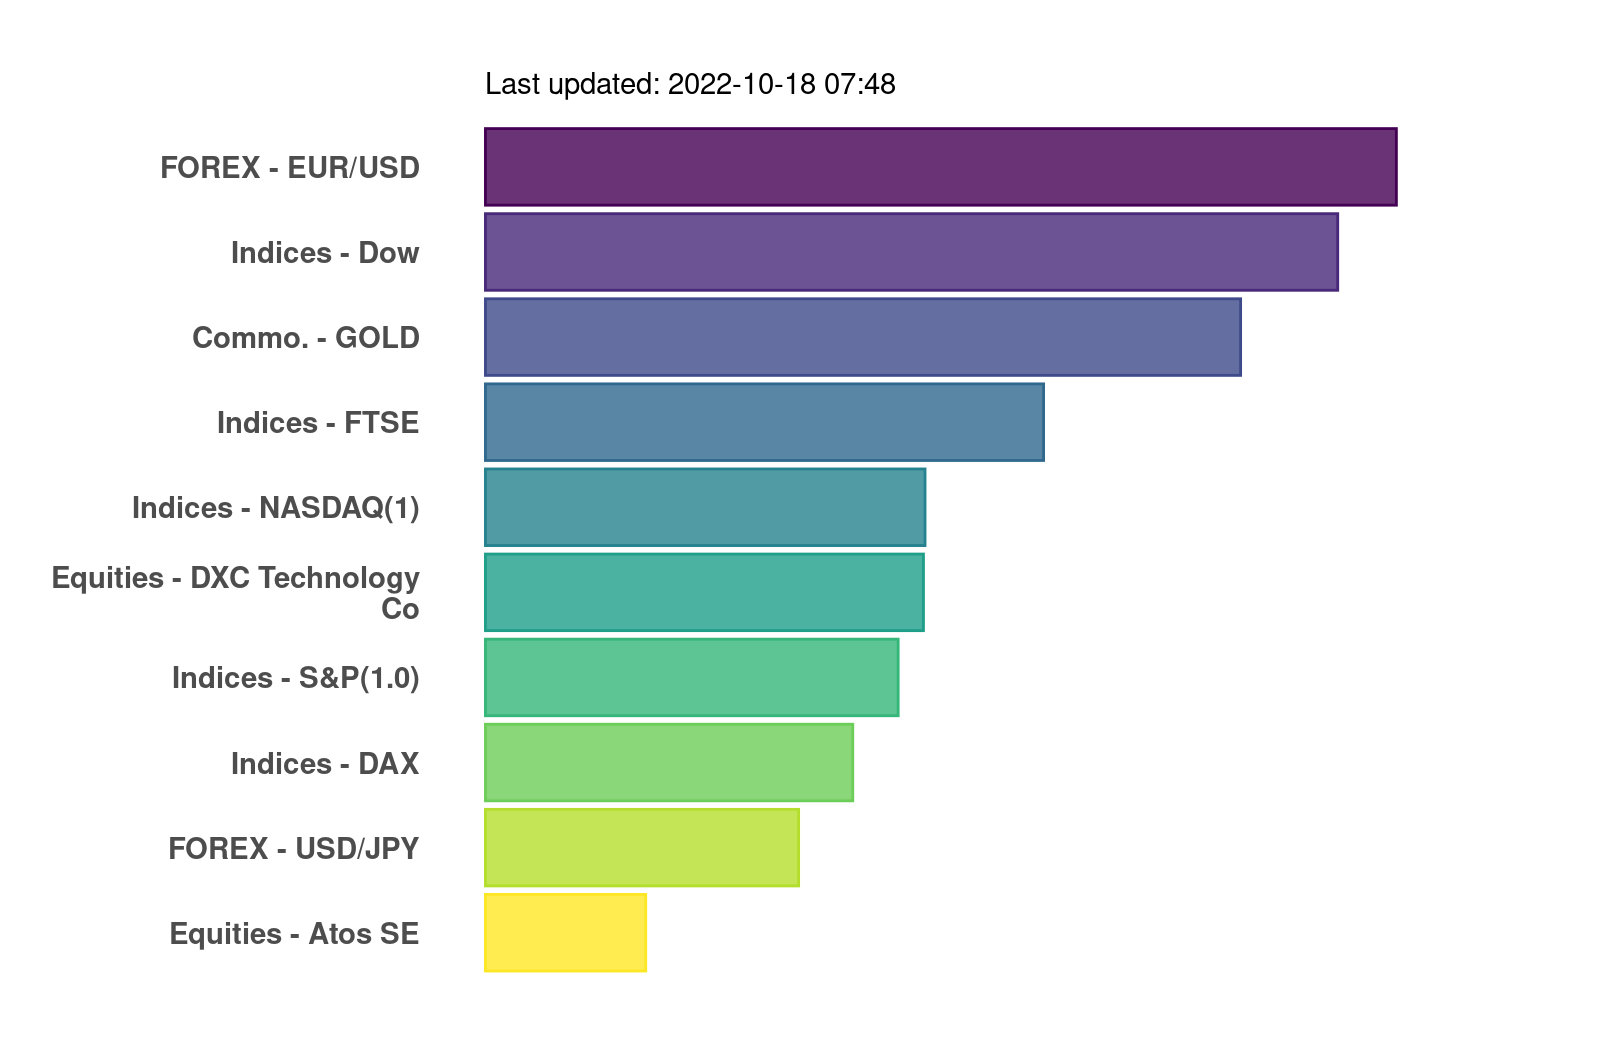 Last updated: 2022-10-18 07:48
FOREX - EUR/USD
Indices - Dow
Commo. - GOLD
Indices - FTSE
Indices - NASDAQ(1)
Equities - DXC Technology
Co
Indices - S&P(1.0)
Indices - DAX
FOREX - USD/JPY
Equities - Atos SE